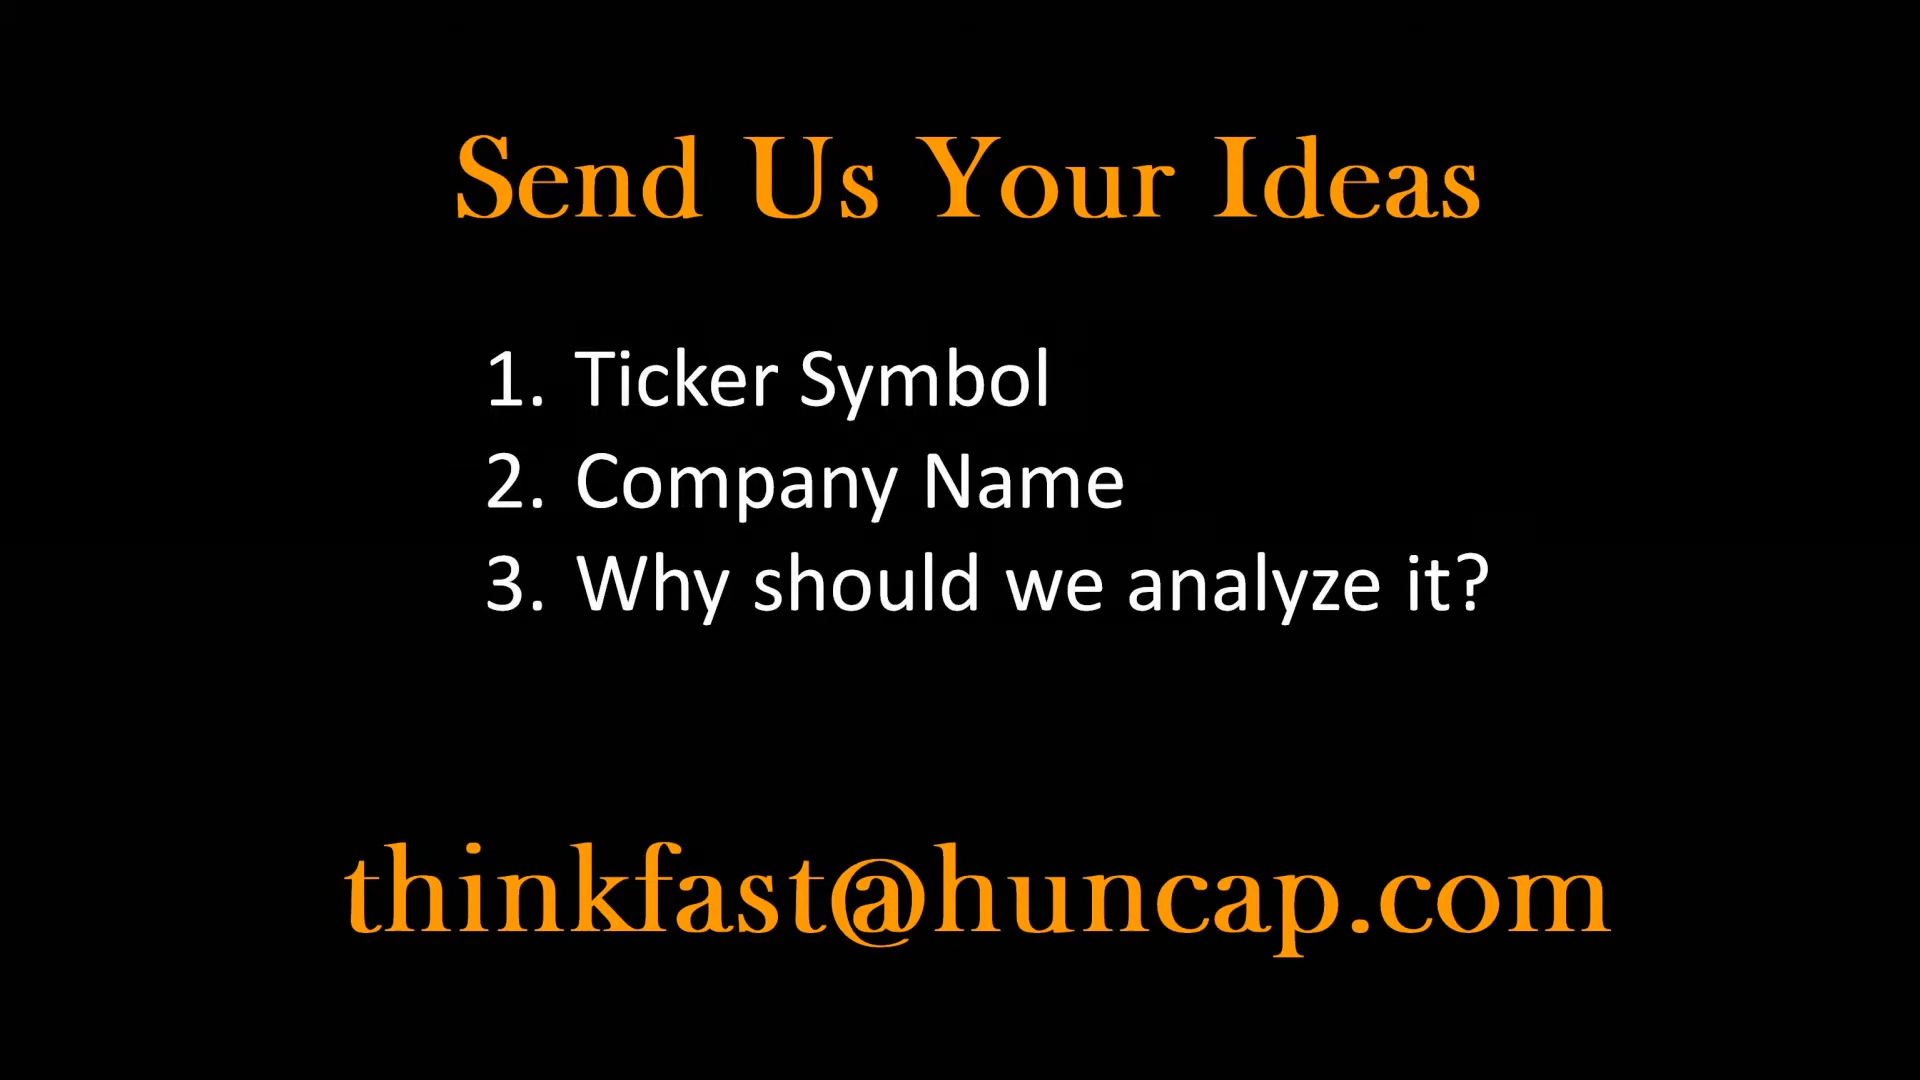 Send Us Your Ideas
1. Ticker Symbol
2. Company Name
3. Why should we analyze it?
thinkfast@huncap.com